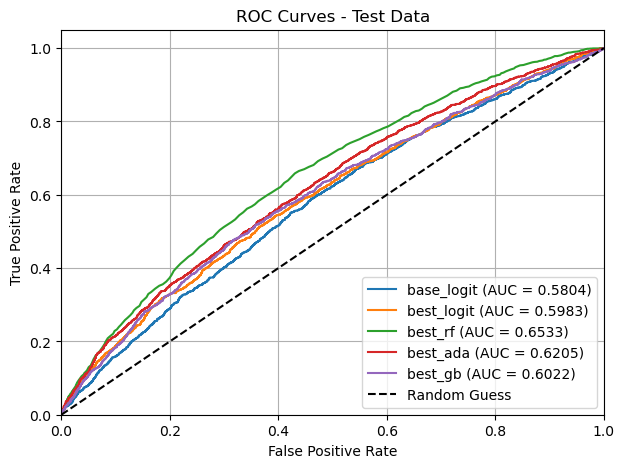 ROC Curves - Test Data
True Positive Rate
1.0
0.8
0.6
0.4
0.2
0.0
base_logit (AUC = 0.5804)
best_logit (AUC = 0.5983)
best_rf (AUC = 0.6533)
best_ada (AUC = 0.6205)
best_gb (AUC = 0.6022)
Random Guess
0.0 0.2 0.4 0.6 0.8 1.0
False Positive Rate